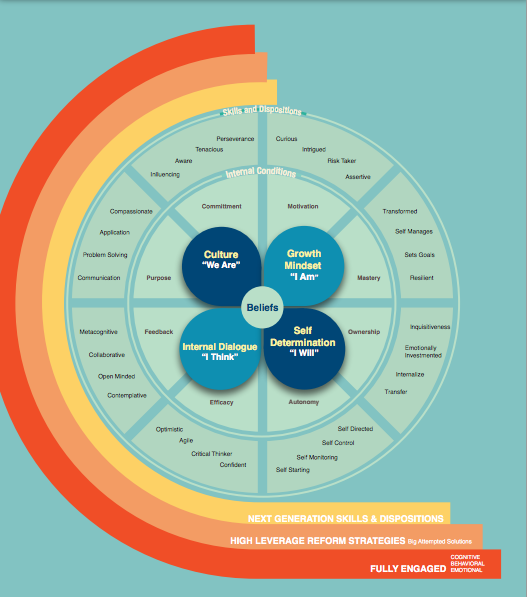 Skills and Dispositions
Perseverance
Tenacious
Aware
Influencing
Curious
Intrigued
Risk Taker
Assertive
Internal Conditions
Committment
Motivation
Compassionate
Application
Problem Solving
Communication
Transformed
Self Manages
Sets Goals
Resilient
Purpose
Mastery
Culture
"We Are"
Growth
Mindset
"I Am"
Beliefs
Internal Dialogue
"I Think"
Self
Determination
"I Will"
Feedback
Ownership
Metacognitive
Collaborative
Open Minded
Contemplative
Inquisitiveness
Emotionally
Investmented
Internalize
Transfer
Efficacy
Autonomy
Optimistic
Agile
Critical Thinker
Confident
Self Directed
Self Control
Self Monitoring
Self Starting
NEXT GENERATION SKILLS & DISPOSITIONS
HIGH LEVERAGE REFORM STRATEGIES Big Attempted Solutions
FULLY ENGAGED
COGNITIVE
BEHAVIORAL
EMOTIONAL